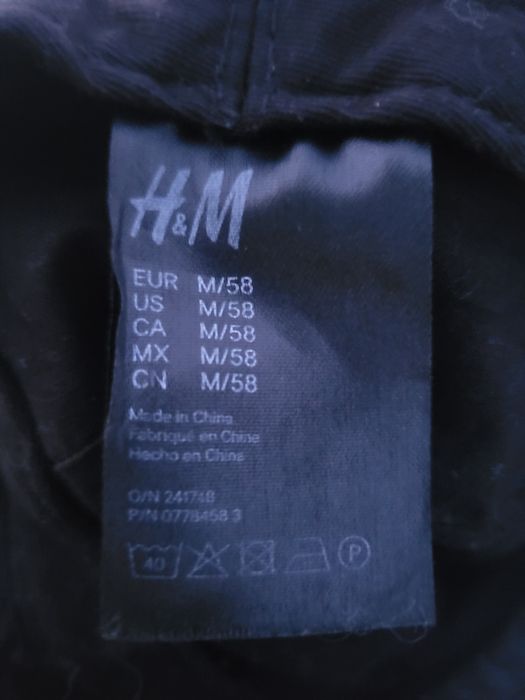 H&M
EUR M/58
US M/58
CA M/58
MX M/58
CN M/58
Made in China
Fabriqué en Chine
Hecho en China
O/N 241748
P/N 0778458 3
40 P